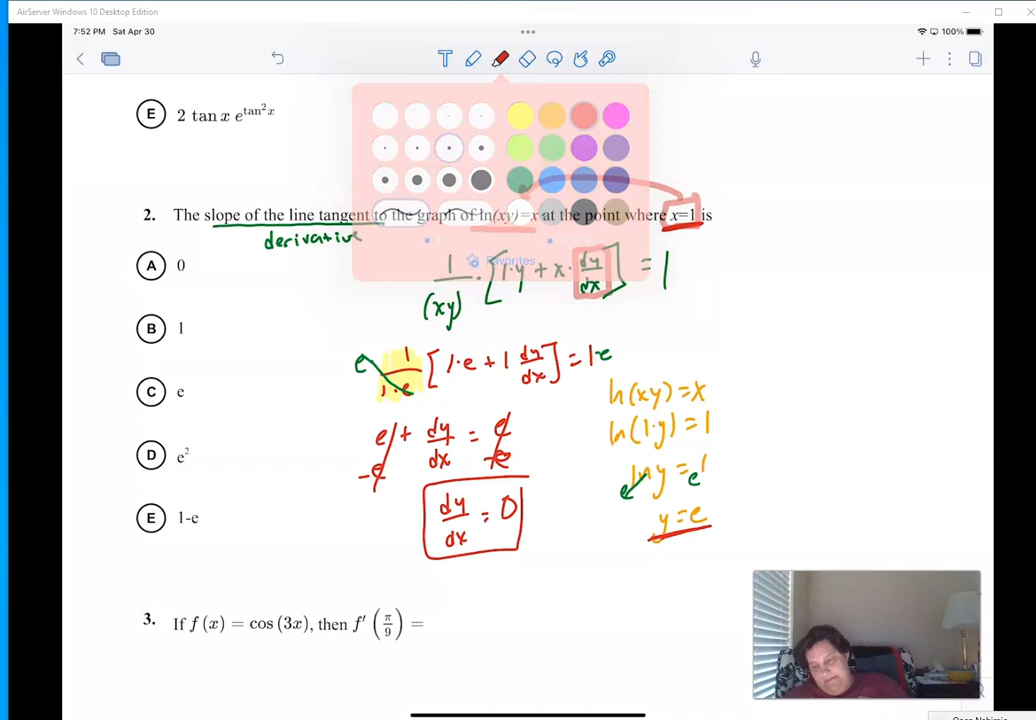 AirServer Windows 10 Desktop Edition
7:52 PM Sat Apr 30
100%
T
E 2 tan x e^{tan^2 x}
2. The slope of the line tangent to the graph of ln(xy)=x at the point where x=1 is
derivative
Favorites
A 0
1/(xy) · [1·y + x · dy/dx] = 1
B 1
e 1/1·e [1·e + 1 dy/dx] = 1·e
C e
ln(xy) = x
ln(1·y) = 1
e + dy/dx = e
-e -e
D e^2
e ln y = e^1
dy/dx = 0
E 1-e
y = e
3. If f (x) = cos (3x), then f′ (π/9) =